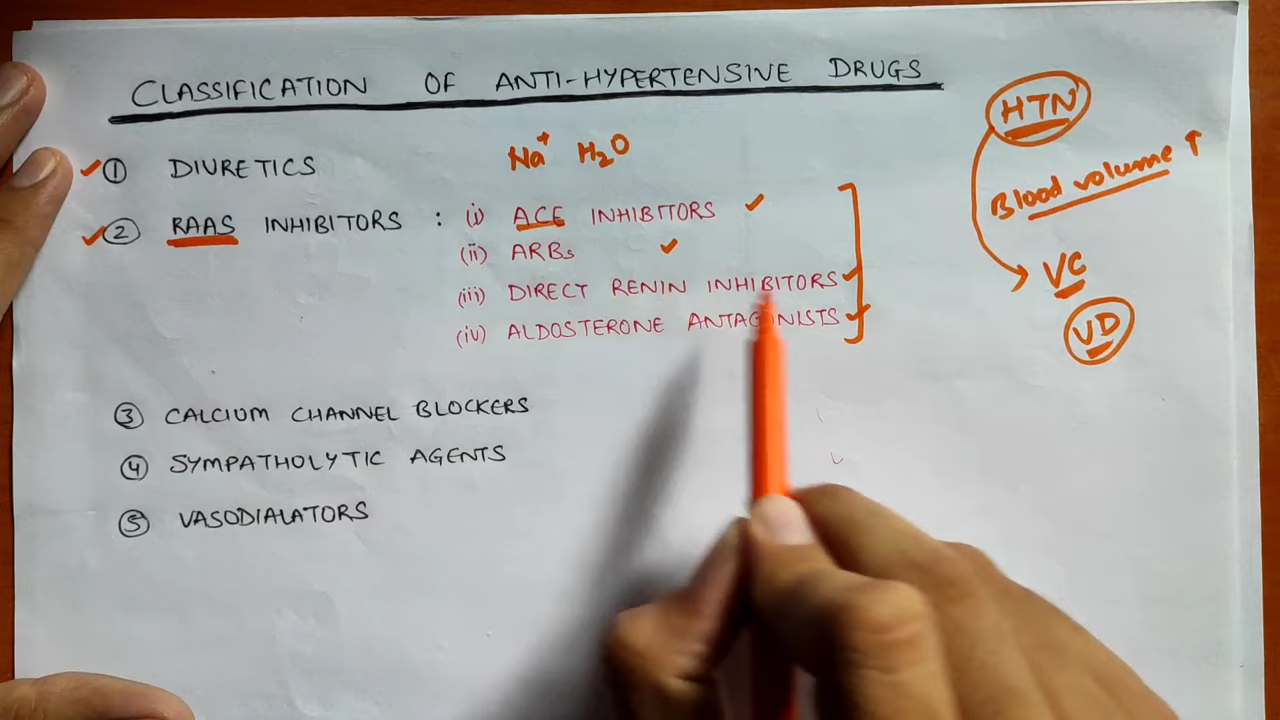 CLASSIFICATION OF ANTI-HYPERTENSIVE DRUGS
① DIURETICS
Na⁺ H₂O
② RAAS INHIBITORS : (i) ACE INHIBITORS
(ii) ARBs
(iii) DIRECT RENIN INHIBITORS
(iv) ALDOSTERONE ANTAGONISTS
③ CALCIUM CHANNEL BLOCKERS
④ SYMPATHOLYTIC AGENTS
⑤ VASODIALATORS
HTN
Blood volume ↑
VC
VD